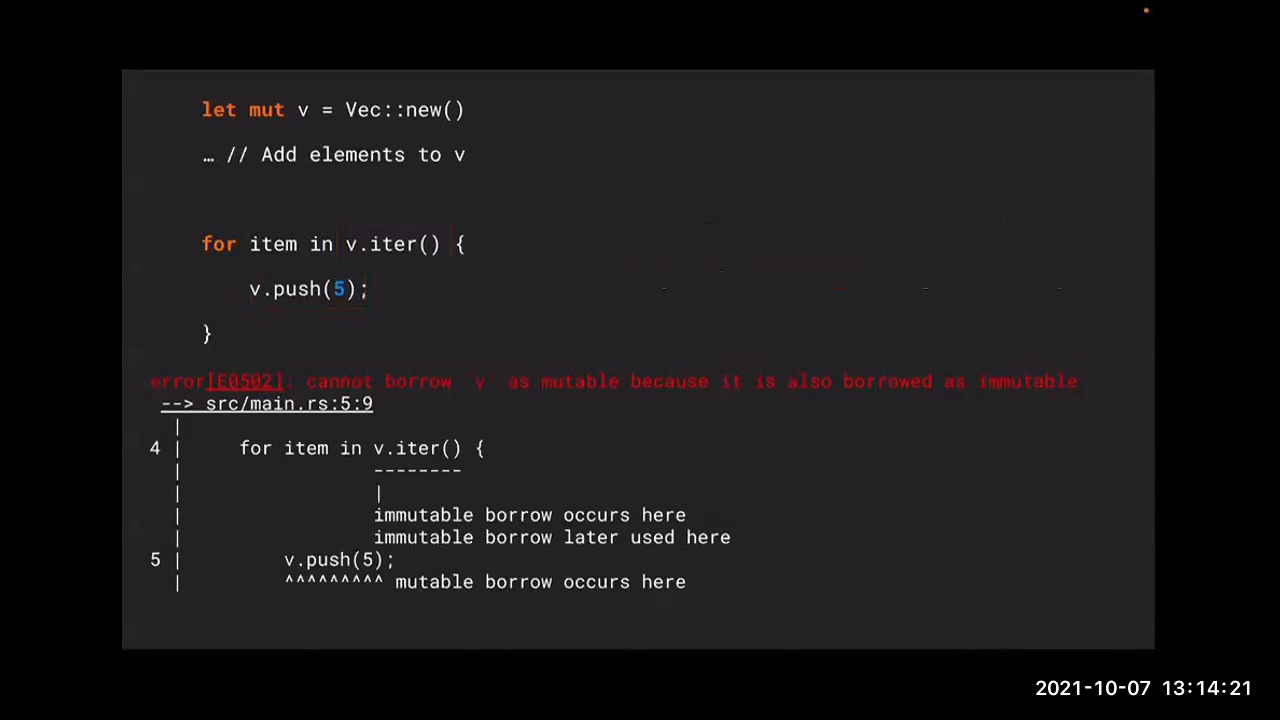 let mut v = Vec::new()
… // Add elements to v
for item in v.iter() {
v.push(5);
}
error[E0502]: cannot borrow `v` as mutable because it is also borrowed as immutable
--> src/main.rs:5:9
|
4 | for item in v.iter() {
| --------
| |
| immutable borrow occurs here
| immutable borrow later used here
5 | v.push(5);
| ^^^^^^^^^ mutable borrow occurs here
2021-10-07 13:14:21